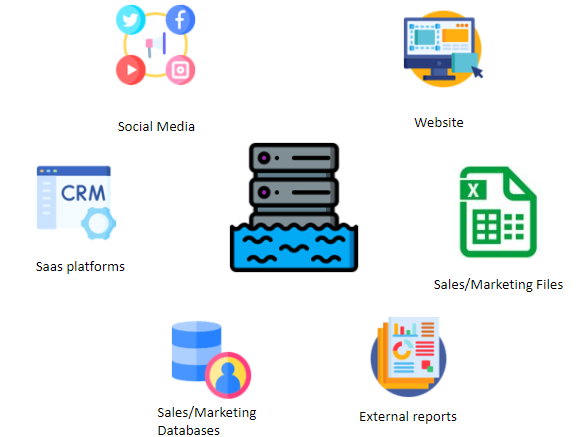 Social Media
Website
CRM
X
Saas platforms
Sales/Marketing Files
Sales/Marketing
Databases
External reports